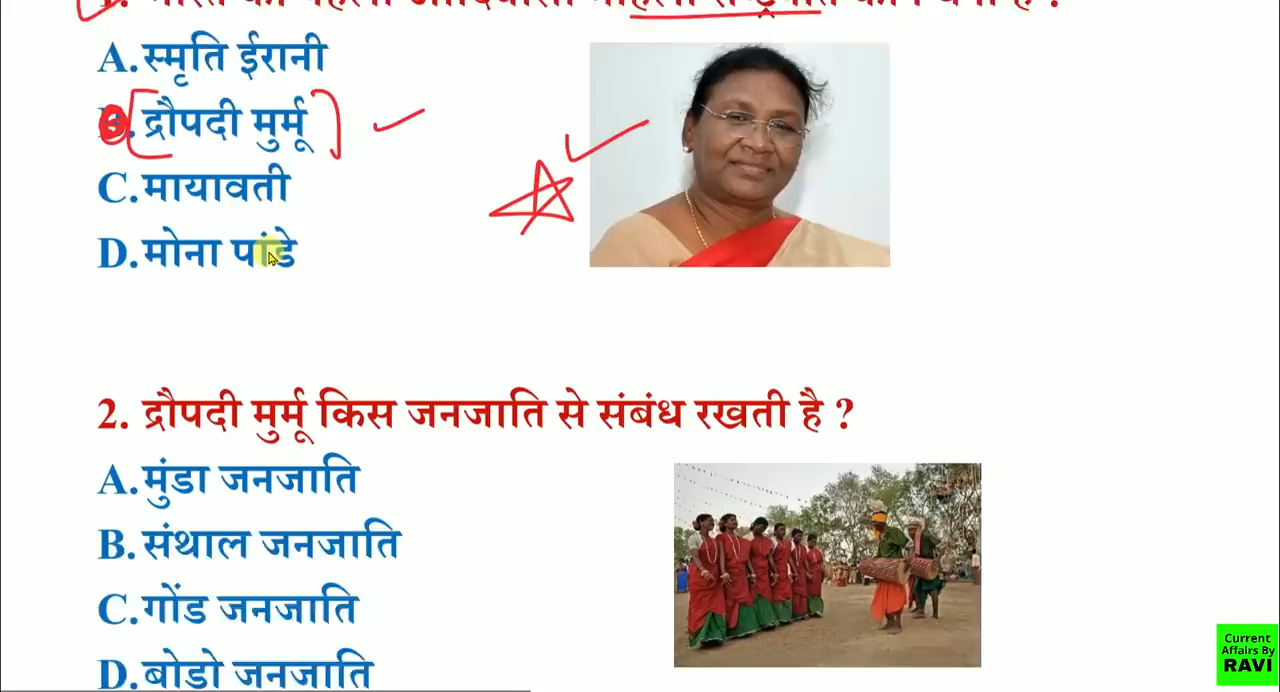 A. स्मृति ईरानी
B. द्रौपदी मुर्मू
C. मायावती
D. मोना पांडे
2. द्रौपदी मुर्मू किस जनजाति से संबंध रखती है ?
A. मुंडा जनजाति
B. संथाल जनजाति
C. गोंड जनजाति
D. बोडो जनजाति
Current
Affairs By
RAVI